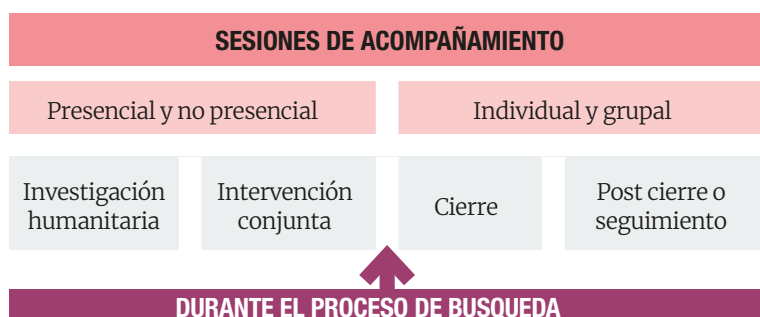 SESIONES DE ACOMPAÑAMIENTO
Presencial y no presencial
Individual y grupal
Investigación
humanitaria
Intervención
conjunta
Cierre
Post cierre o
seguimiento
DURANTE EL PROCESO DE BUSQUEDA